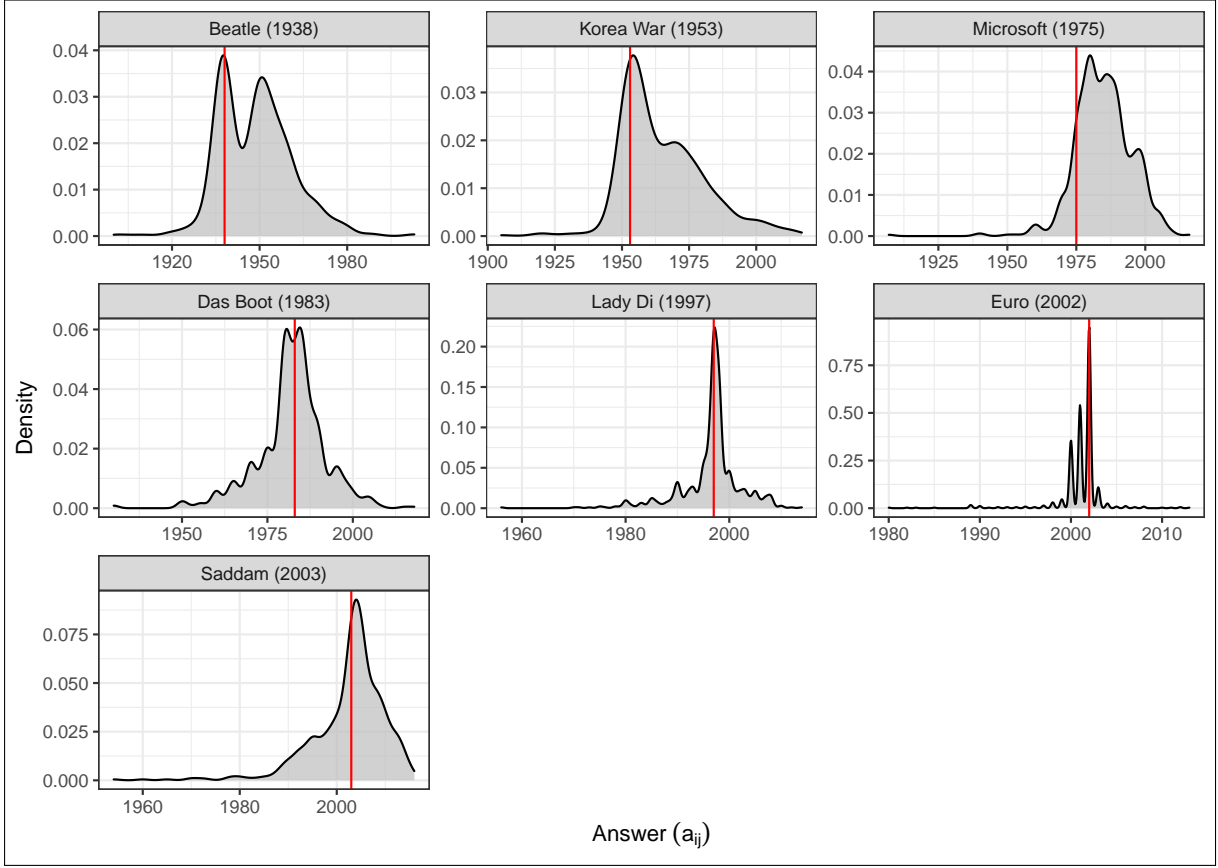 Beatle (1938)
Korea War (1953)
Microsoft (1975)
0.04
0.03
0.02
0.01
0.00
1920 1950 1980
0.03
0.02
0.01
0.00
1900 1925 1950 1975 2000
0.04
0.03
0.02
0.01
0.00
1925 1950 1975 2000
Das Boot (1983)
Lady Di (1997)
Euro (2002)
Density
0.06
0.04
0.02
0.00
1950 1975 2000
0.20
0.15
0.10
0.05
0.00
1960 1980 2000
0.75
0.50
0.25
0.00
1980 1990 2000 2010
Saddam (2003)
0.075
0.050
0.025
0.000
1960 1980 2000
Answer (a_ij)